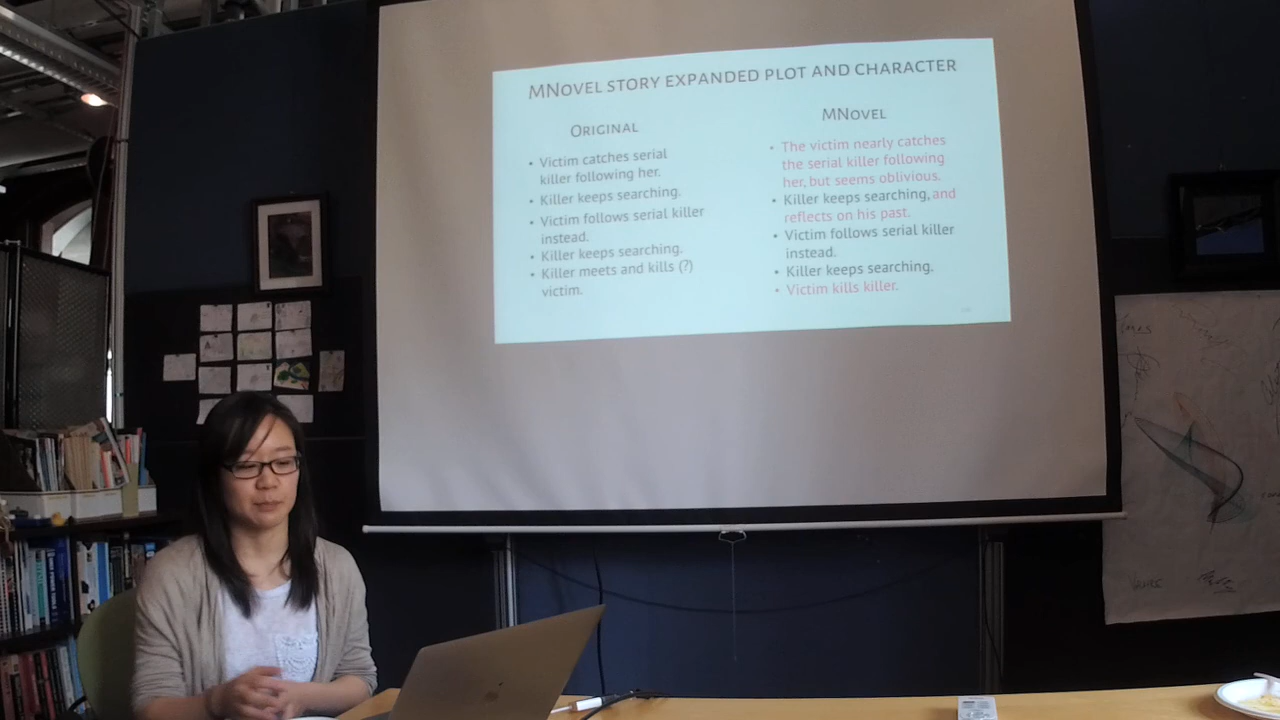 MNOVEL STORY EXPANDED PLOT AND CHARACTER
ORIGINAL
• Victim catches serial
killer following her.
• Killer keeps searching.
• Victim follows serial killer
instead.
• Killer keeps searching.
• Killer meets and kills (?)
victim.
MNOVEL
• The victim nearly catches
the serial killer following
her, but seems oblivious.
• Killer keeps searching, and
reflects on his past.
• Victim follows serial killer
instead.
• Killer keeps searching.
• Victim kills killer.